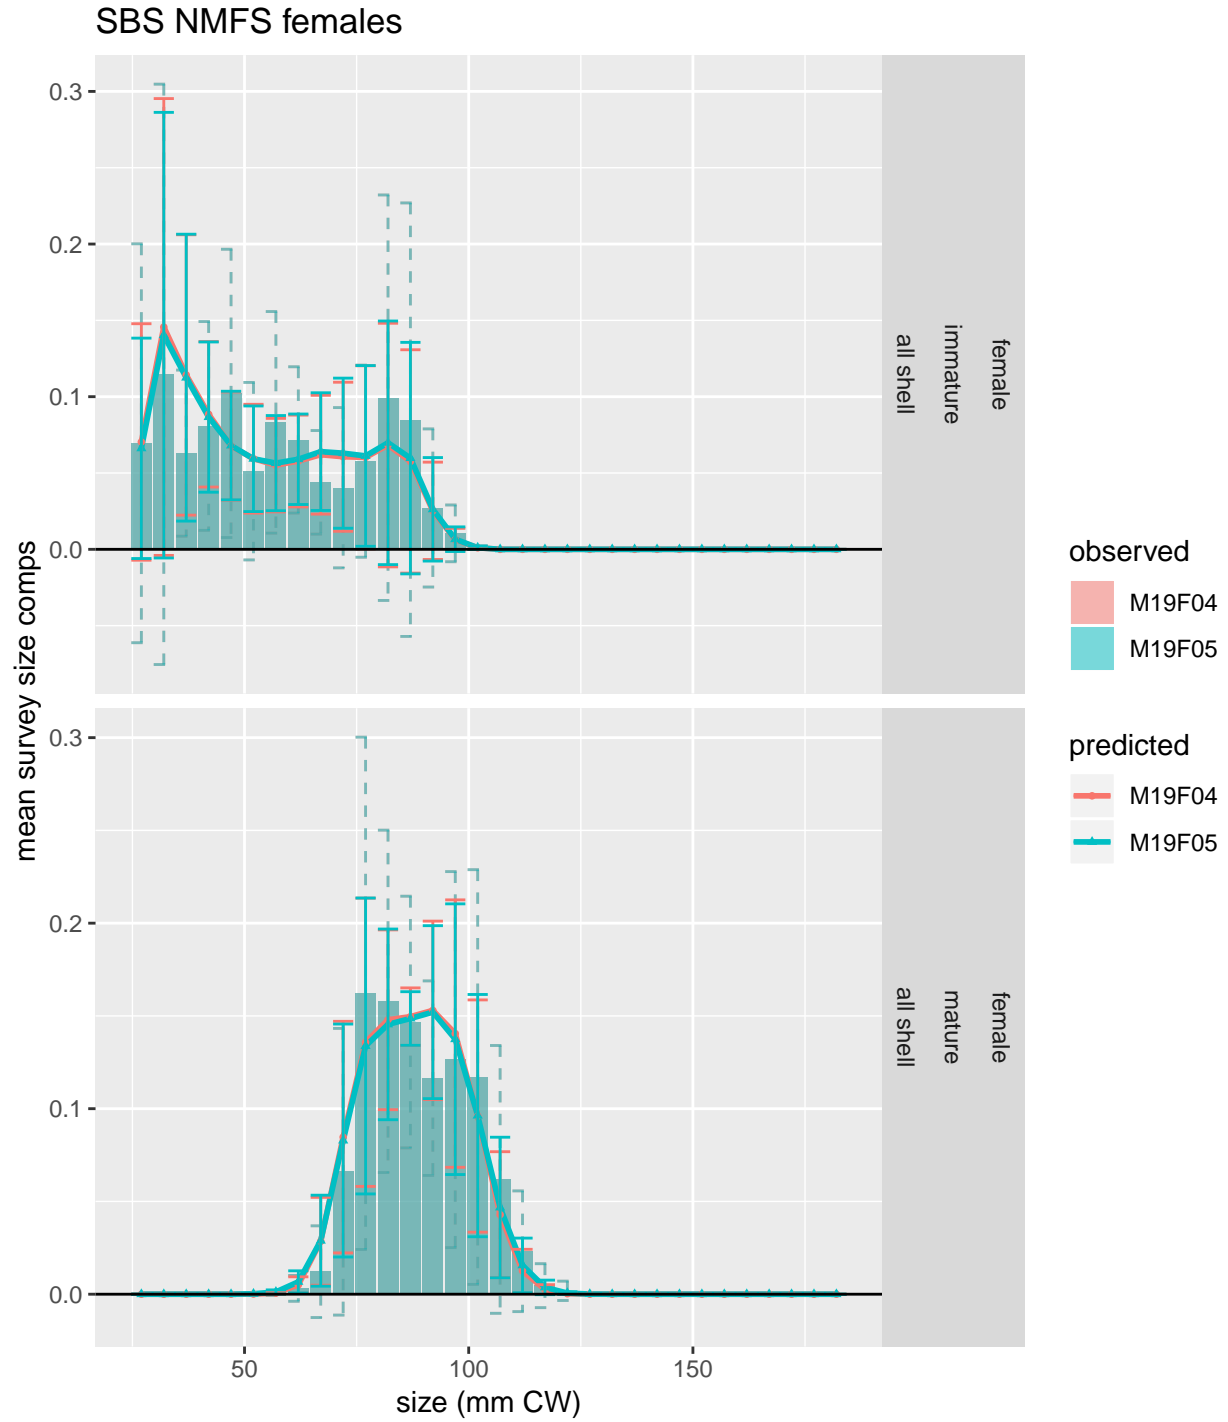 SBS NMFS females
mean survey size comps
0.3
0.2
0.1
0.0
all shell
immature
female
0.3
0.2
0.1
0.0
all shell
mature
female
50
100
150
size (mm CW)
observed
M19F04
M19F05
predicted
M19F04
M19F05